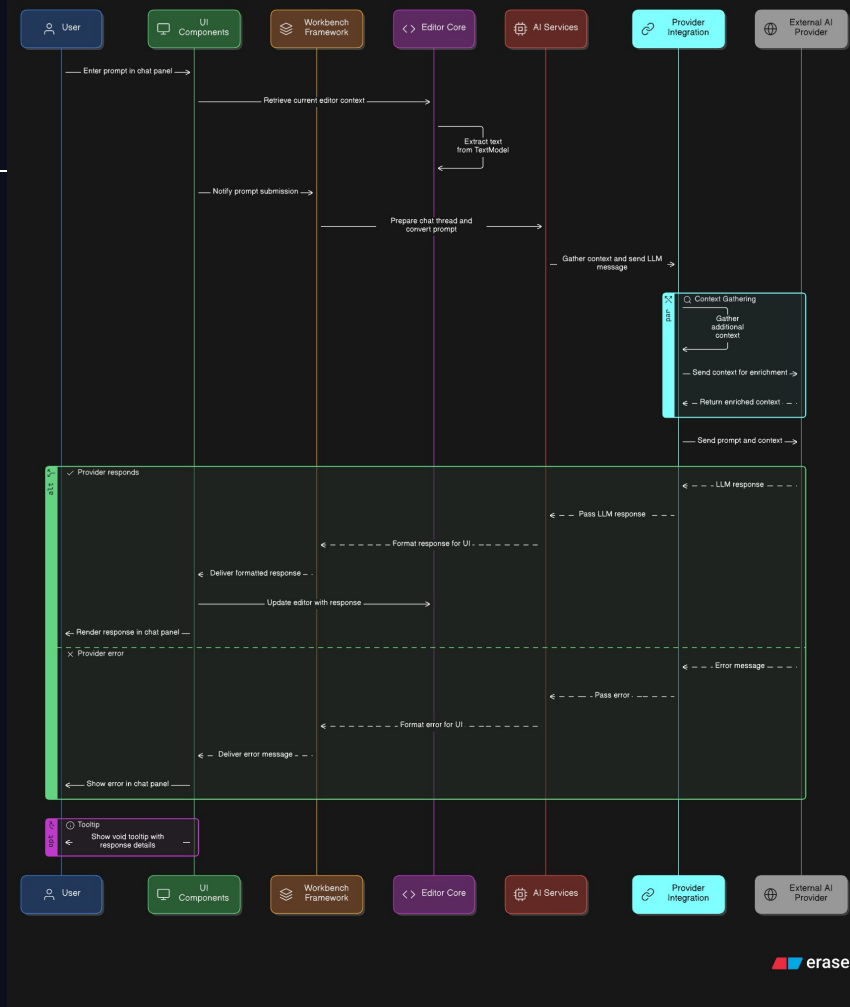 User
UI
Components
Workbench
Framework
Editor Core
AI Services
Provider
Integration
External AI
Provider
Enter prompt in chat panel
Retrieve current editor context
Extract text
from TextModel
Notify prompt submission
Prepare chat thread and
convert prompt
Gather context and send LLM
message
par
Context Gathering
Gather
additional
context
Send context for enrichment
Return enriched context
Send prompt and context
alt
Provider responds
LLM response
Pass LLM response
Format response for UI
Deliver formatted response
Update editor with response
Render response in chat panel
Provider error
Error message
Pass error
Format error for UI
Deliver error message
Show error in chat panel
opt
Tooltip
Show void tooltip with
response details
User
UI
Components
Workbench
Framework
Editor Core
AI Services
Provider
Integration
External AI
Provider
erase